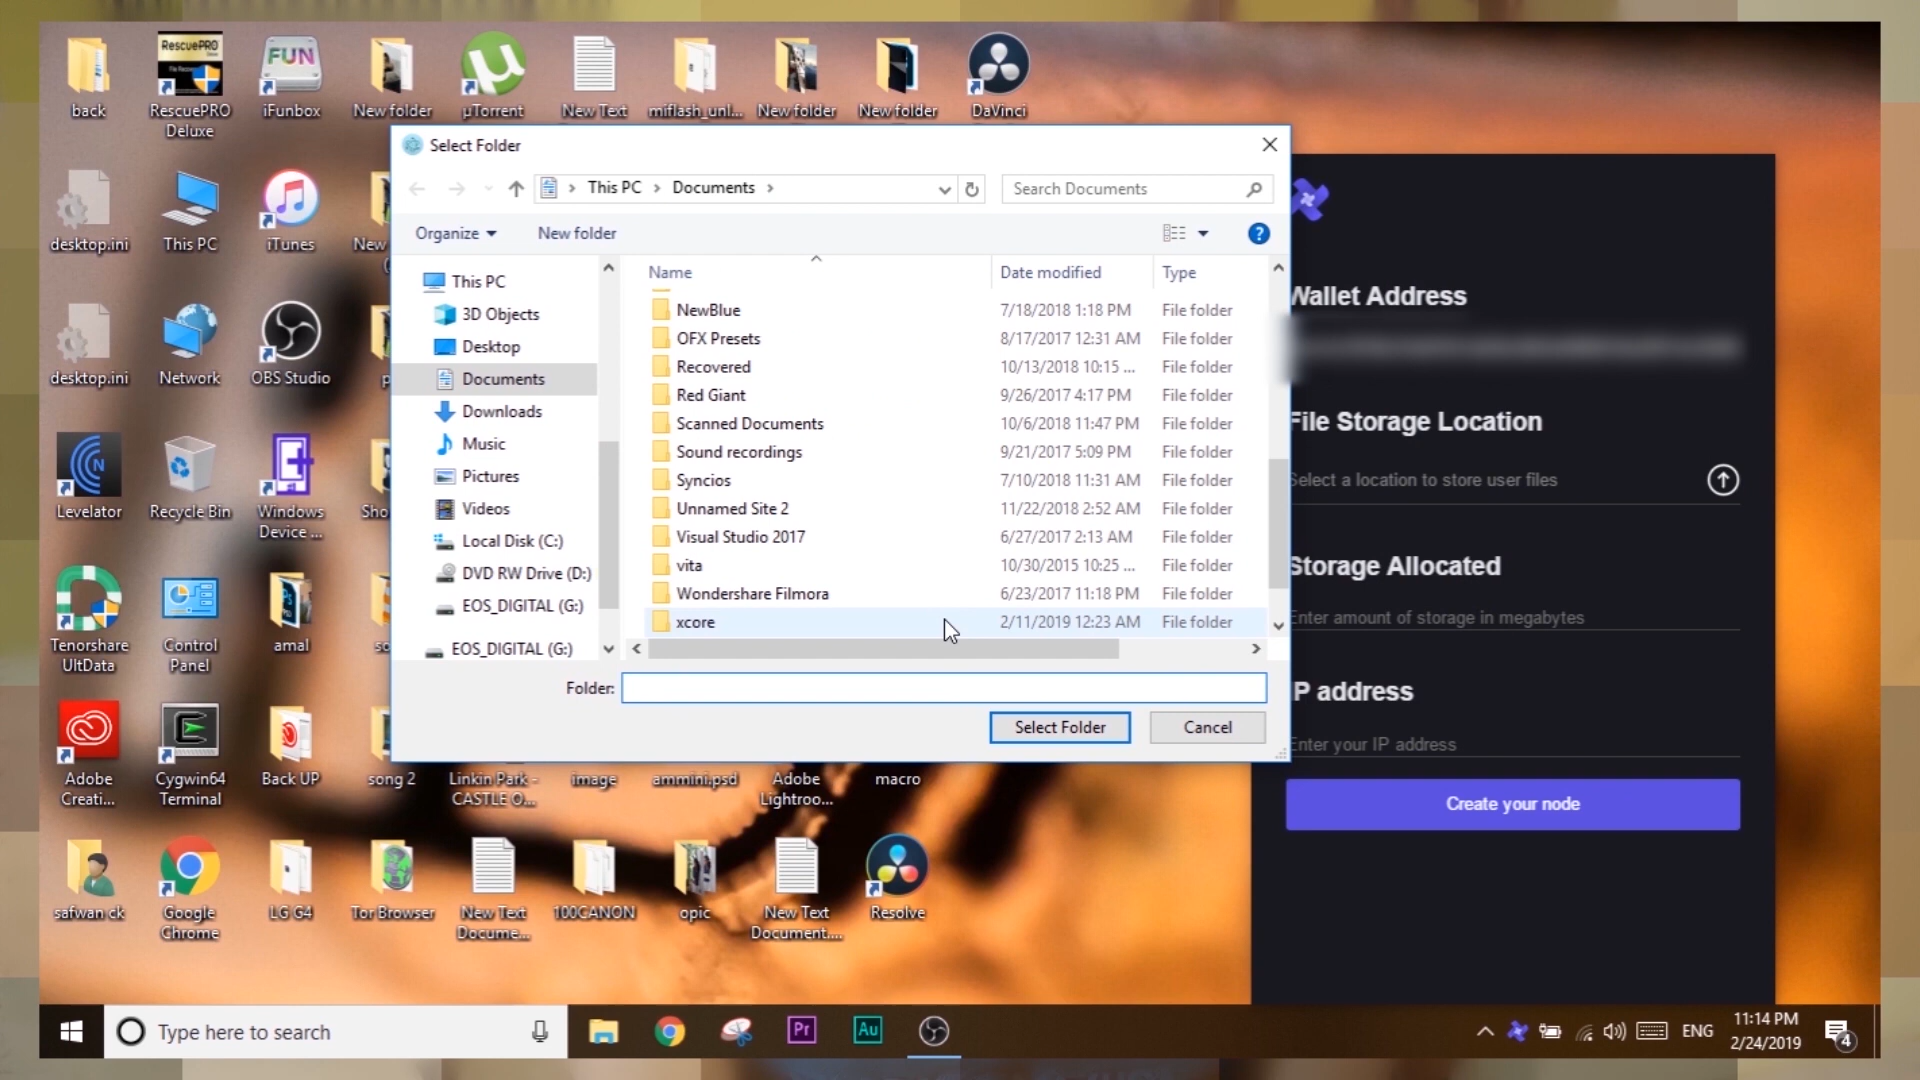 back
RescuePRO
Deluxe
iFunbox
New folder
µTorrent
New Text
miflash_unl...
New folder
New folder
DaVinci
RescuePRO
FUN
Select Folder
This PC
Documents
Search Documents
Organize
New folder
?
Name
Date modified
Type
This PC
3D Objects
Desktop
Documents
Downloads
Music
Pictures
Videos
Local Disk (C:)
DVD RW Drive (D:)
EOS_DIGITAL (G:)
EOS_DIGITAL (G:)
NewBlue 7/18/2018 1:18 PM File folder
OFX Presets 8/17/2017 12:31 AM File folder
Recovered 10/13/2018 10:15 ... File folder
Red Giant 9/26/2017 4:17 PM File folder
Scanned Documents 10/6/2018 11:47 PM File folder
Sound recordings 9/21/2017 5:09 PM File folder
Syncios 7/10/2018 11:31 AM File folder
Unnamed Site 2 11/22/2018 2:52 AM File folder
Visual Studio 2017 6/27/2017 2:13 AM File folder
vita 10/30/2015 10:25 ... File folder
Wondershare Filmora 6/23/2017 11:18 PM File folder
xcore 2/11/2019 12:23 AM File folder
Folder:
Select Folder
Cancel
Wallet Address
File Storage Location
Select a location to store user files
Storage Allocated
Enter amount of storage in megabytes
IP address
Enter your IP address
Create your node
desktop.ini
This PC
iTunes
New
desktop.ini
Network
OBS Studio
Levelator
Recycle Bin
Windows
Device ...
Sho
Tenorshare
UltData
Control
Panel
amal
so
Adobe
Creati...
Cygwin64
Terminal
Back UP
song 2
Linkin Park -
CASTLE O...
image
ammini.psd
Adobe
Lightroo...
macro
safwan ck
Google
Chrome
LG G4
Tor Browser
New Text
Docume...
100CANON
opic
New Text
Document....
Resolve
Type here to search
Pr
Au
ENG
11:14 PM
2/24/2019
4